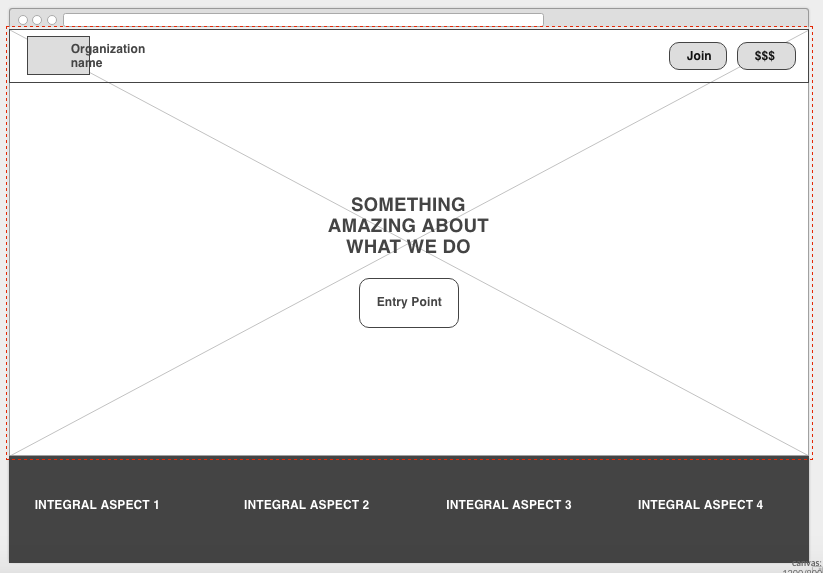 Organization
name
Join
$$$
SOMETHING
AMAZING ABOUT
WHAT WE DO
Entry Point
INTEGRAL ASPECT 1
INTEGRAL ASPECT 2
INTEGRAL ASPECT 3
INTEGRAL ASPECT 4
canvas: